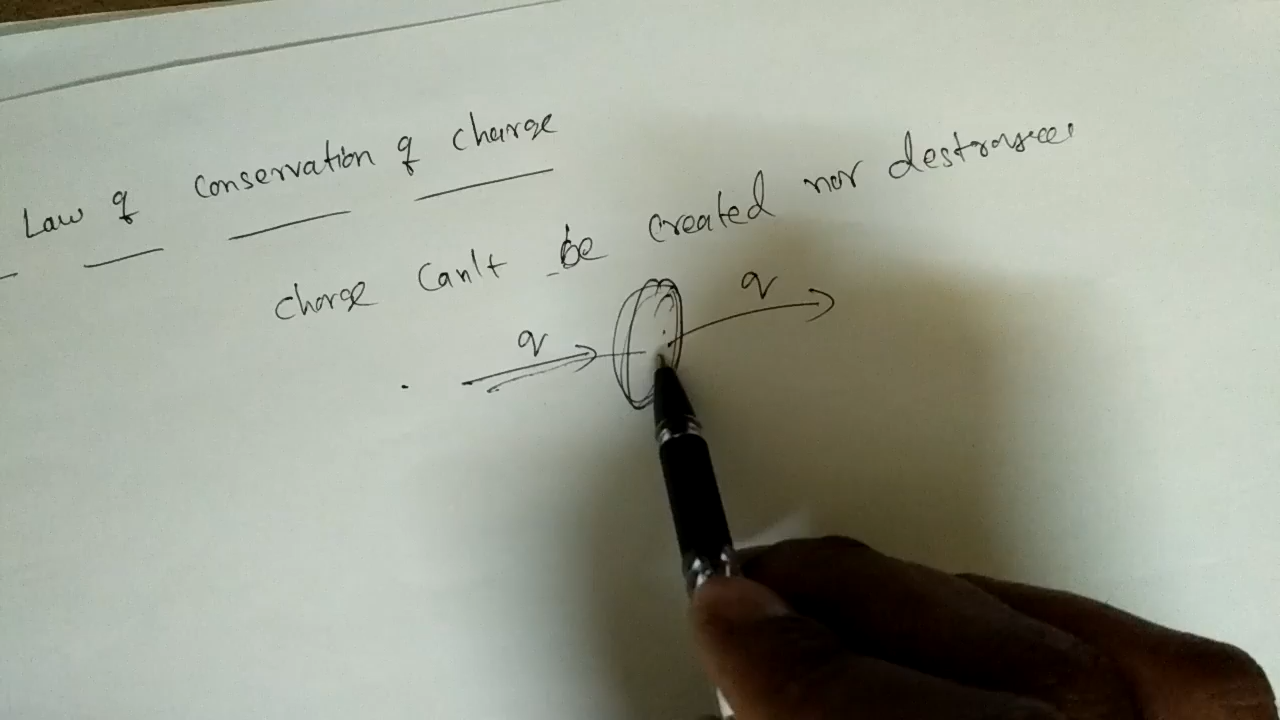 Law of conservation of charge
charge can't be created nor destroyed
q
q